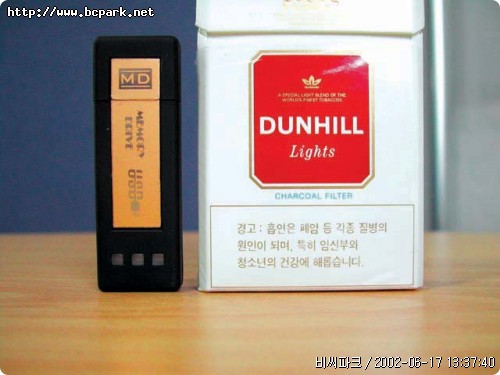 http://www.bcpark.net
MD
MEMORY
DRIVE
A SPECIAL LIGHT BLEND OF THE
WORLD'S FINEST TOBACCOS
DUNHILL
Lights
CHARCOAL FILTER
경고 : 흡연은 폐암 등 각종 질병의
원인이 되며, 특히 임신부와
청소년의 건강에 해롭습니다.
비씨파크 / 2002-06-17 13:37:40